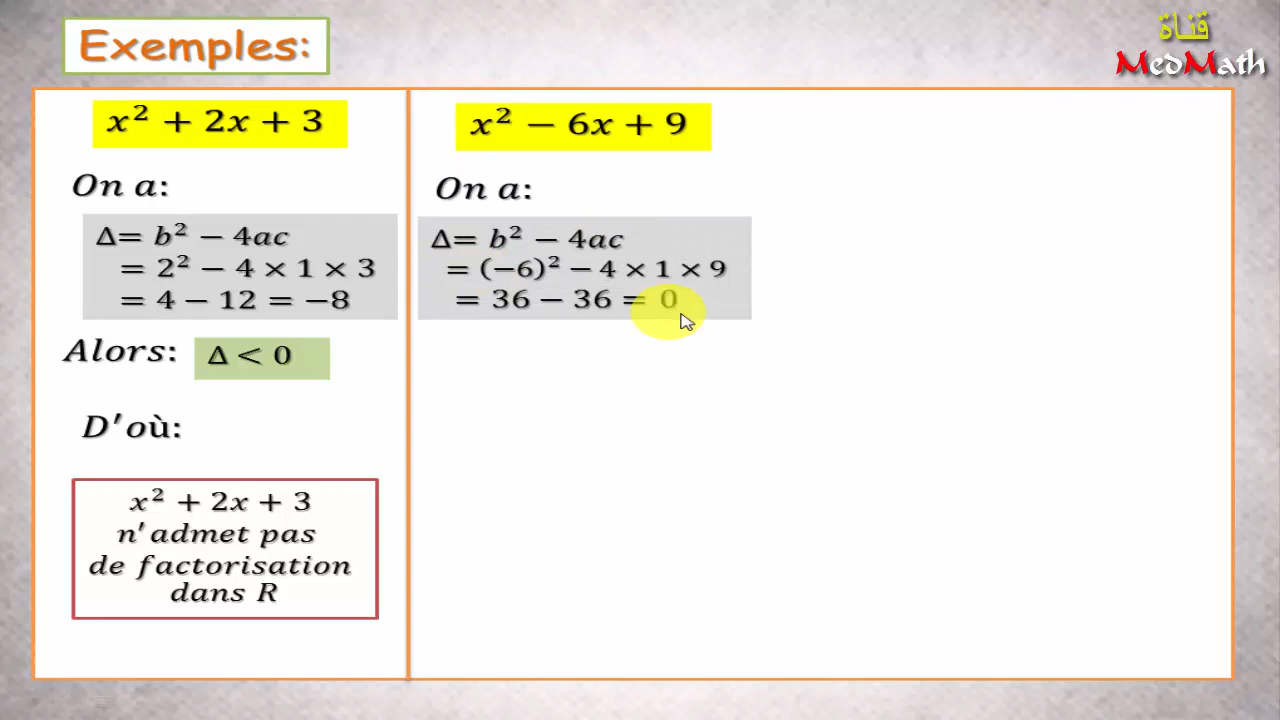 Exemples:
قناة
MedMath
x² + 2x + 3
On a:
Δ= b² − 4ac
= 2² − 4 × 1 × 3
= 4 − 12 = −8
Alors: Δ < 0
D'où:
x² + 2x + 3
n'admet pas
de factorisation
dans R
x² − 6x + 9
On a:
Δ= b² − 4ac
= (−6)² − 4 × 1 × 9
= 36 − 36 = 0